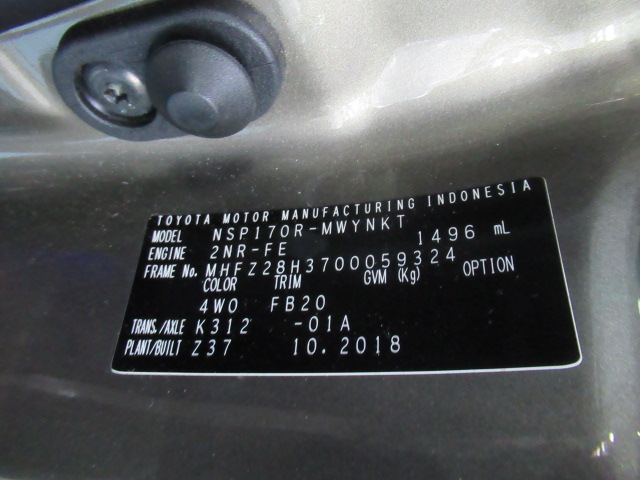 TOYOTA MOTOR MANUFACTURING INDONESIA
MODEL NSP170R-MWYNKT
ENGINE 2NR-FE 1496 mL
FRAME No. MHFZ28H3700059324
COLOR TRIM GVM (Kg) OPTION
4W0 FB20
TRANS./AXLE K312 -01A
PLANT/BUILT Z37 10.2018